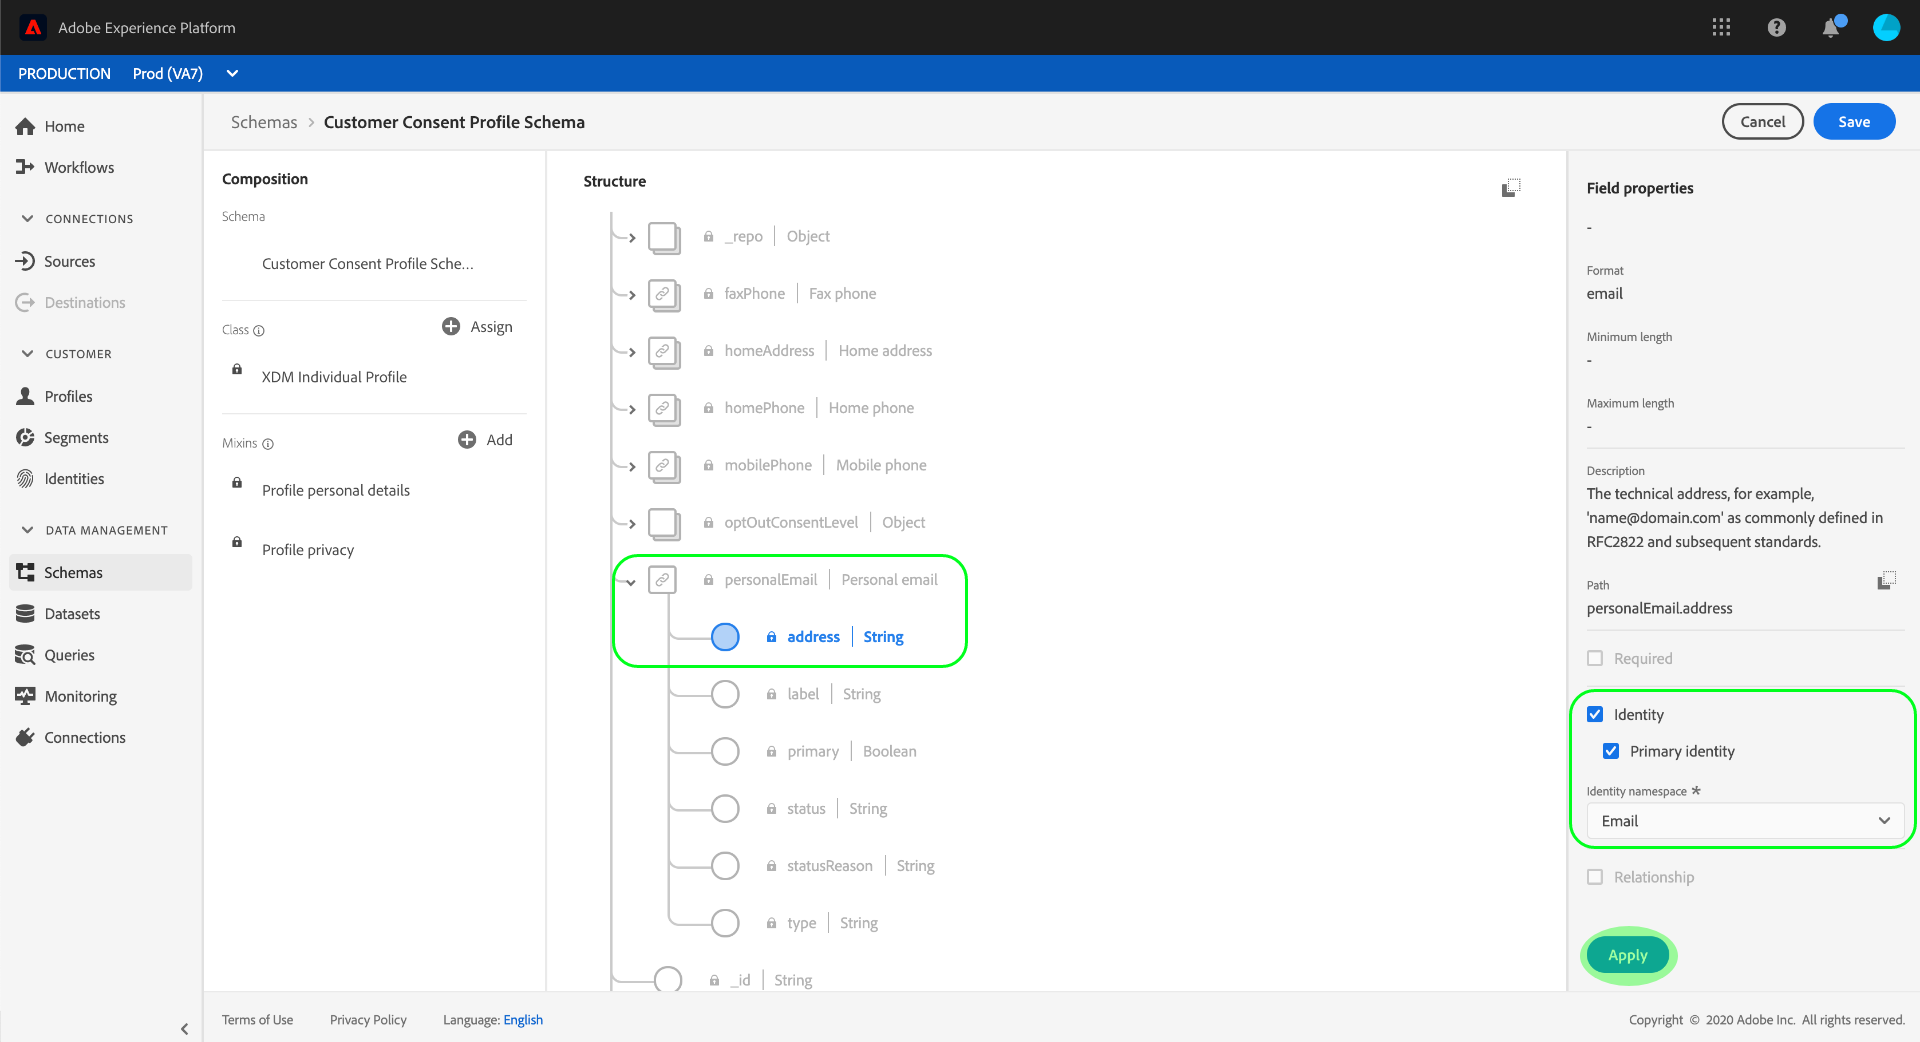 Adobe Experience Platform
PRODUCTION Prod (VA7)
Home
Workflows
CONNECTIONS
Sources
Destinations
CUSTOMER
Profiles
Segments
Identities
DATA MANAGEMENT
Schemas
Datasets
Queries
Monitoring
Connections
Schemas > Customer Consent Profile Schema
Cancel
Save
Composition
Schema
Customer Consent Profile Sche...
Class
Assign
XDM Individual Profile
Mixins
Add
Profile personal details
Profile privacy
Structure
_repo | Object
faxPhone | Fax phone
homeAddress | Home address
homePhone | Home phone
mobilePhone | Mobile phone
optOutConsentLevel | Object
personalEmail | Personal email
address | String
label | String
primary | Boolean
status | String
statusReason | String
type | String
_id | String
Field properties
-
Format
email
Minimum length
-
Maximum length
-
Description
The technical address, for example,
'name@domain.com' as commonly defined in
RFC2822 and subsequent standards.
Path
personalEmail.address
Required
Identity
Primary identity
Identity namespace *
Email
Relationship
Apply
Terms of Use
Privacy Policy
Language: English
Copyright © 2020 Adobe Inc. All rights reserved.